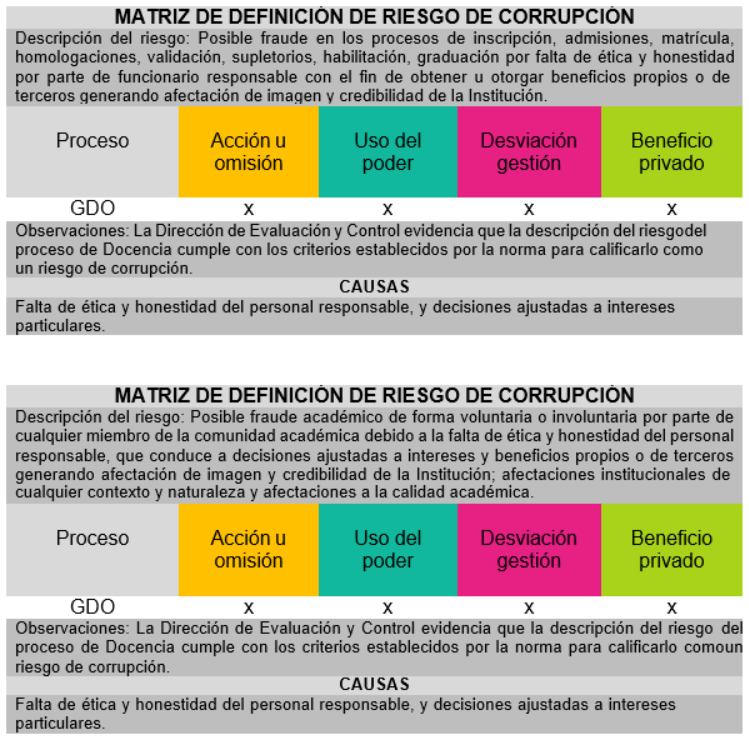 MATRIZ DE DEFINICIÓN DE RIESGO DE CORRUPCIÓN
Descripción del riesgo: Posible fraude en los procesos de inscripción, admisiones, matrícula,
homologaciones, validación, supletorios, habilitación, graduación por falta de ética y honestidad
por parte de funcionario responsable con el fin de obtener u otorgar beneficios propios o de
terceros generando afectación de imagen y credibilidad de la Institución.
Proceso Acción u omisión Uso del poder Desviación gestión Beneficio privado
GDO x x x x
Observaciones: La Dirección de Evaluación y Control evidencia que la descripción del riesgodel
proceso de Docencia cumple con los criterios establecidos por la norma para calificarlo como
un riesgo de corrupción.
CAUSAS
Falta de ética y honestidad del personal responsable, y decisiones ajustadas a intereses
particulares.
MATRIZ DE DEFINICIÓN DE RIESGO DE CORRUPCIÓN
Descripción del riesgo: Posible fraude académico de forma voluntaria o involuntaria por parte de
cualquier miembro de la comunidad académica debido a la falta de ética y honestidad del personal
responsable, que conduce a decisiones ajustadas a intereses y beneficios propios o de terceros
generando afectación de imagen y credibilidad de la Institución; afectaciones institucionales de
cualquier contexto y naturaleza y afectaciones a la calidad académica.
Proceso Acción u omisión Uso del poder Desviación gestión Beneficio privado
GDO x x x x
Observaciones: La Dirección de Evaluación y Control evidencia que la descripción del riesgo del
proceso de Docencia cumple con los criterios establecidos por la norma para calificarlo comoun
riesgo de corrupción.
CAUSAS
Falta de ética y honestidad del personal responsable, y decisiones ajustadas a intereses
particulares.